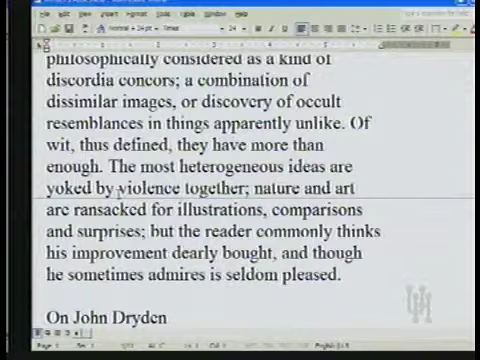 philosophically considered as a kind of
discordia concors; a combination of
dissimilar images, or discovery of occult
resemblances in things apparently unlike. Of
wit, thus defined, they have more than
enough. The most heterogeneous ideas are
yoked by violence together; nature and art
are ransacked for illustrations, comparisons
and surprises; but the reader commonly thinks
his improvement dearly bought, and though
he sometimes admires is seldom pleased.
On John Dryden